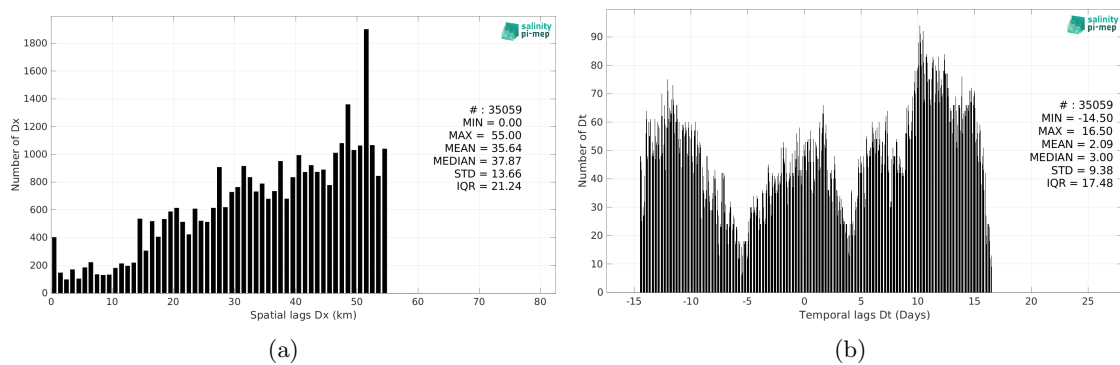 salinity
pi-mep
1800
1600
1400
1200
1000
800
600
400
200
0
Number of Dx
# : 35059
MIN = 0.00
MAX = 55.00
MEAN = 35.64
MEDIAN = 37.87
STD = 13.66
IQR = 21.24
0 10 20 30 40 50 60 70 80
Spatial lags Dx (km)
(a)
salinity
pi-mep
90
80
70
60
50
40
30
20
10
0
Number of Dt
# : 35059
MIN = -14.50
MAX = 16.50
MEAN = 2.09
MEDIAN = 3.00
STD = 9.38
IQR = 17.48
-15 -10 -5 0 5 10 15 20 25
Temporal lags Dt (Days)
(b)